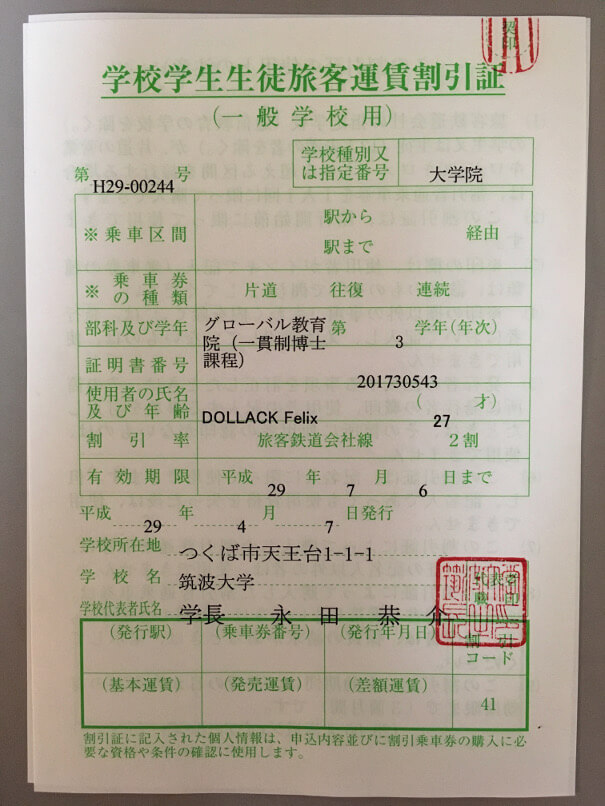 契印
学校学生生徒旅客運賃割引証
(一般学校用)
第 H29-00244 号
学校種別又は指定番号 大学院
※乗車区間 駅から 駅まで 経由
※乗車券の種類 片道 往復 連続
部科及び学年 グローバル教育院(一貫制博士課程) 第 3 学年(年次)
証明書番号 201730543
使用者の氏名及び年齢 DOLLACK Felix (27 才)
割引率 旅客鉄道会社線 2割
有効期限 平成 29 年 7 月 6 日まで
平成 29 年 4 月 7 日発行
学校所在地 つくば市天王台1-1-1
学校名 筑波大学
学校代表者氏名 学長 永田 恭介
代表者職印
(発行駅) (乗車券番号) (発行年月日) 割引コード
(基本運賃) (発売運賃) (差額運賃) 41
割引証に記入された個人情報は、申込内容並びに割引乗車券の購入に必
要な資格や条件の確認に使用します。